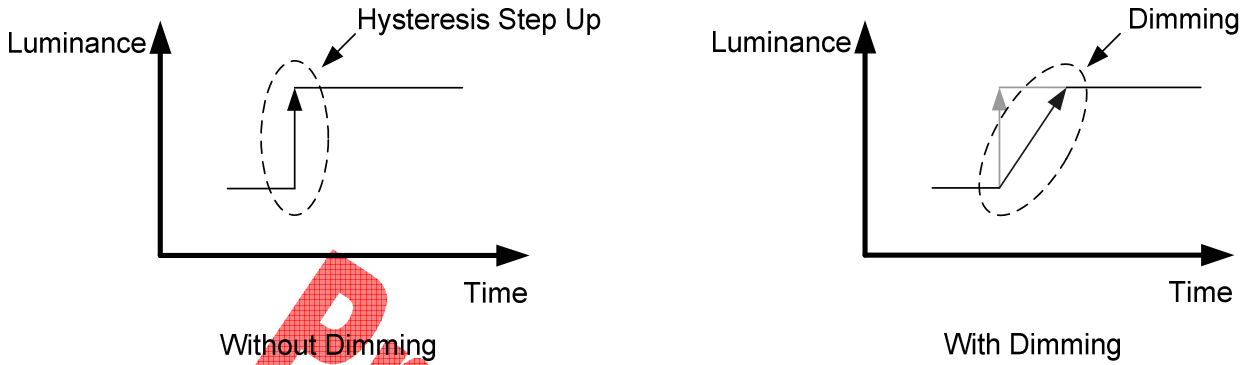 Hysteresis Step Up
Luminance
Time
Without Dimming
Dimming
Luminance
Time
With Dimming